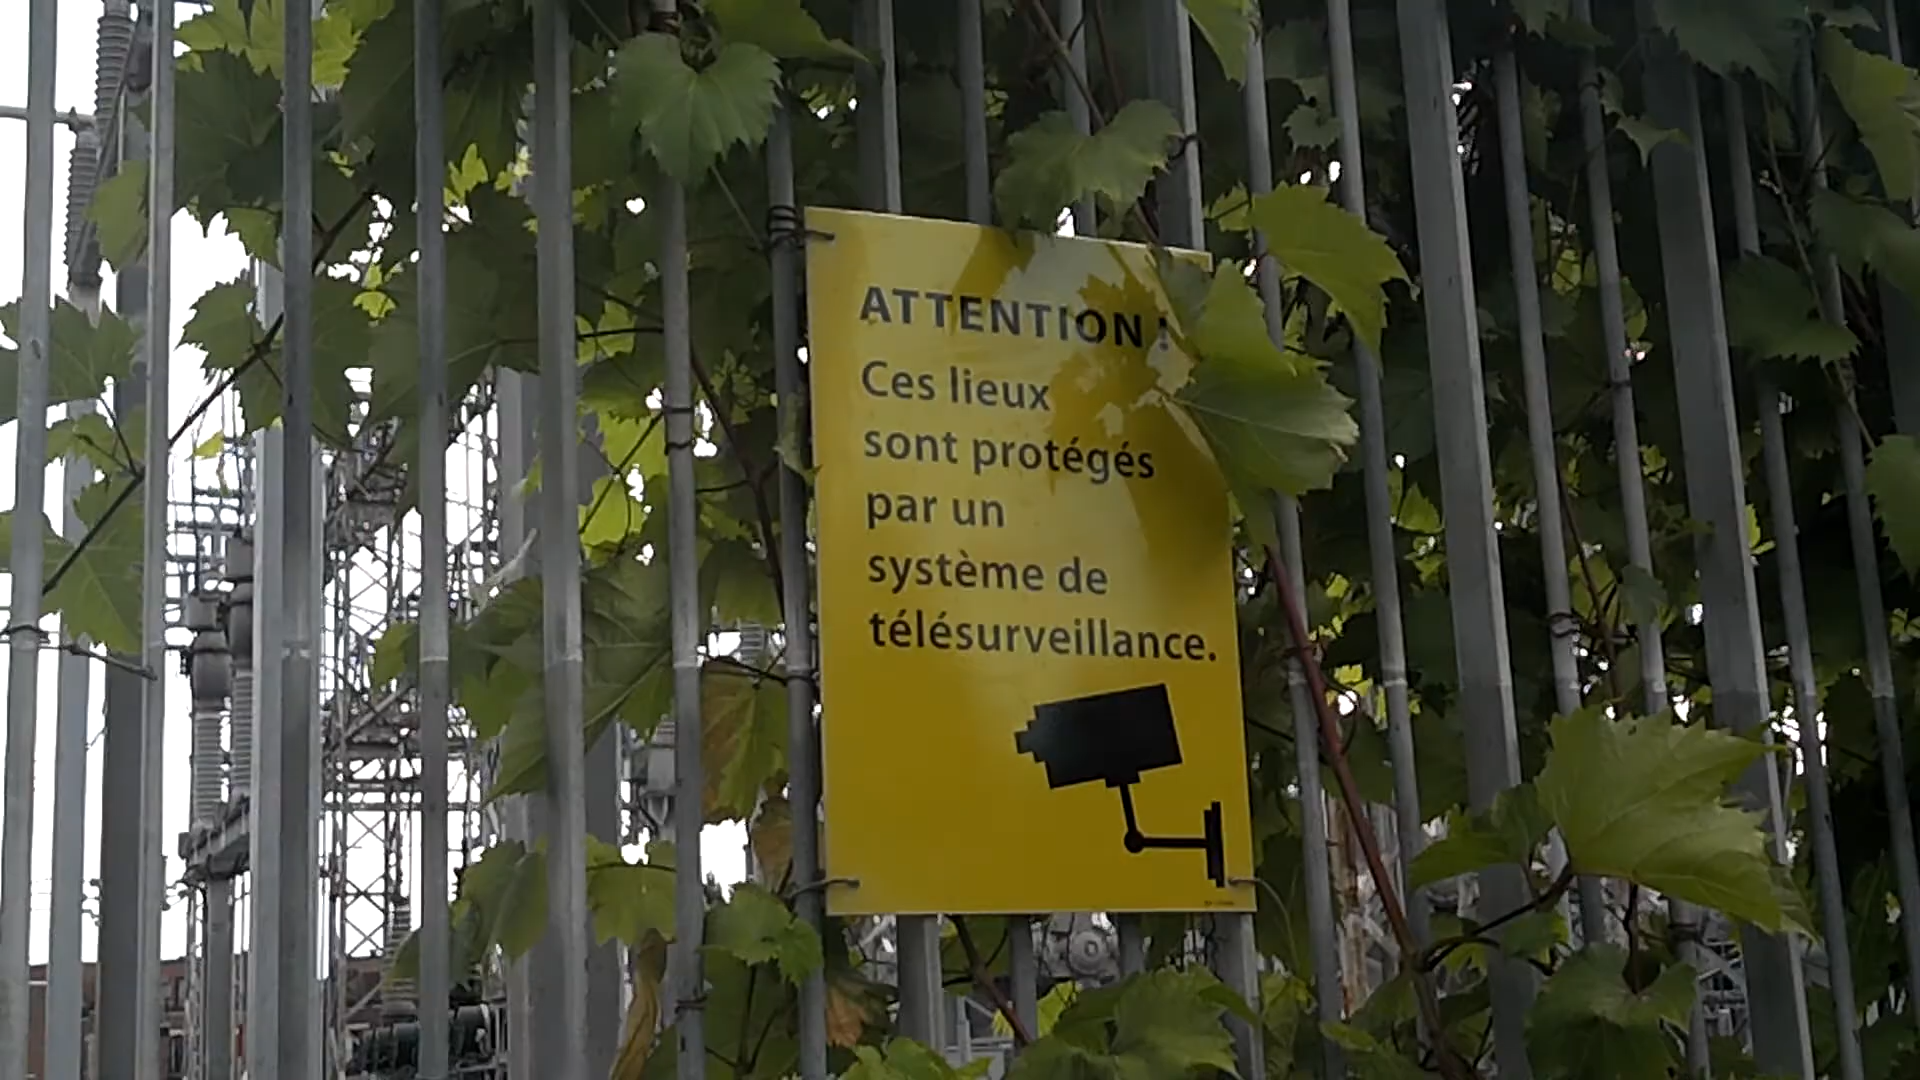 ATTENTION !
Ces lieux
sont protégés
par un
système de
télésurveillance.